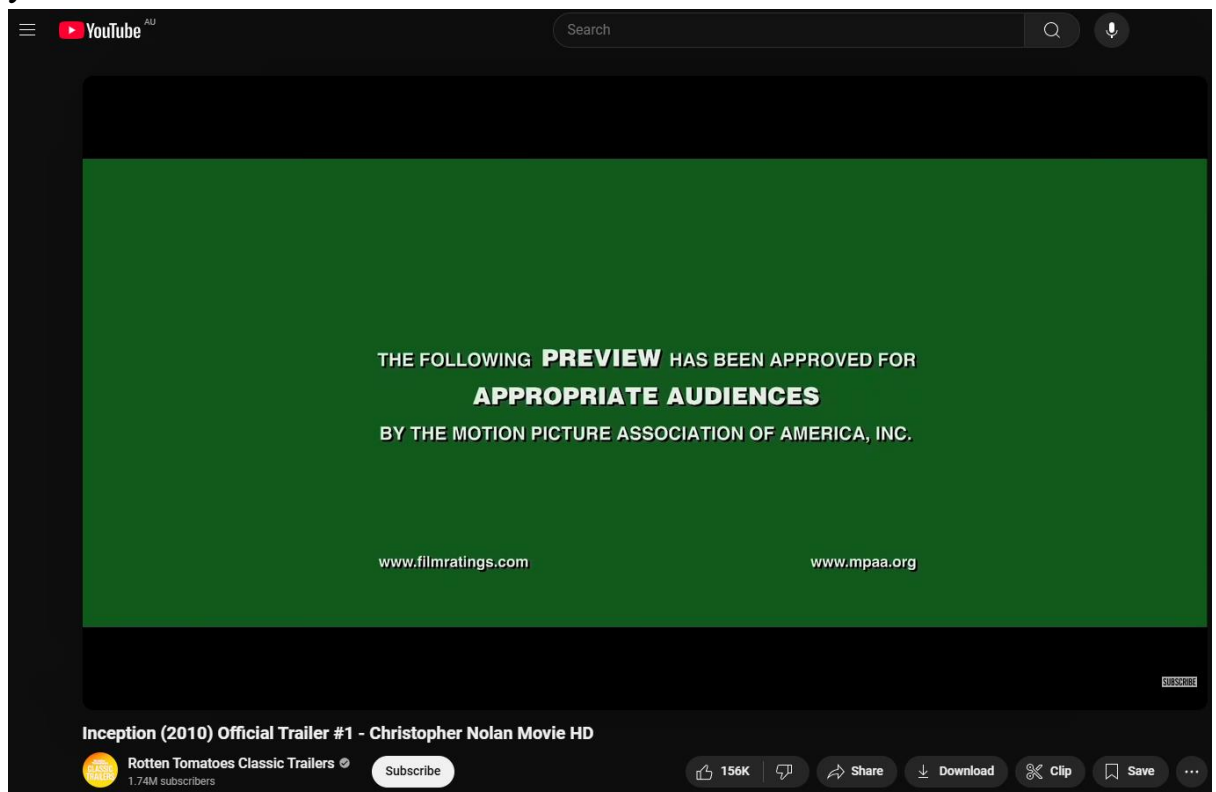 YouTube AU
Search
THE FOLLOWING PREVIEW HAS BEEN APPROVED FOR
APPROPRIATE AUDIENCES
BY THE MOTION PICTURE ASSOCIATION OF AMERICA, INC.
www.filmratings.com www.mpaa.org
SUBSCRIBE
Inception (2010) Official Trailer #1 - Christopher Nolan Movie HD
CLASSIC TRAILERS
Rotten Tomatoes Classic Trailers
1.74M subscribers
Subscribe
156K Share Download Clip Save